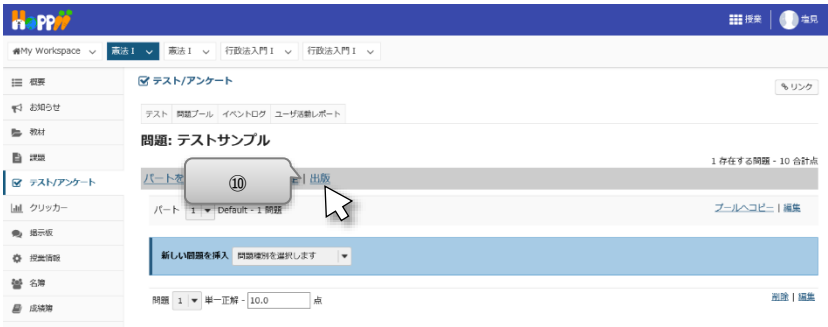 HoPPii 授業 塩見
My Workspace 憲法 I 憲法 I 行政法入門 I 行政法入門 I
概要
お知らせ
教材
課題
テスト/アンケート
クリッカー
掲示板
授業情報
名簿
成績簿
テスト/アンケート
リンク
テスト 問題プール イベントログ ユーザ活動レポート
問題: テストサンプル
1 存在する問題 - 10 合計点
パートを | 出版
⑩
パート 1 Default - 1 問題 プールへコピー | 編集
新しい問題を挿入 問題種別を選択します
問題 1 単一正解 - 10.0 点 削除 | 編集